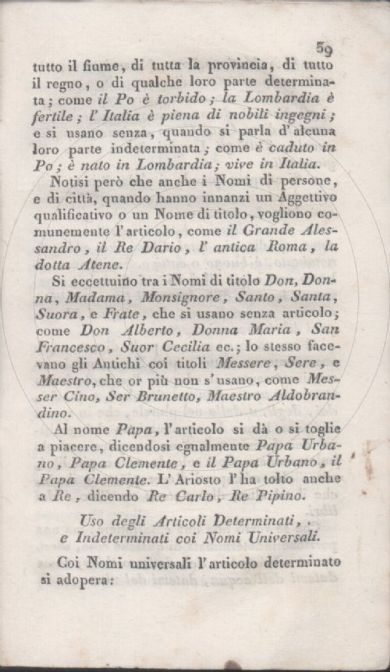 59
tutto il fiume, di tutta la provincia, di tutto
il regno, o di qualche loro parte determina-
ta; come il Po è torbido; la Lombardia è
fertile; l' Italia è piena di nobili ingegni;
e si usano senza, quando si parla d' alcuna
loro parte indeterminata; come è caduto in
Po; è nato in Lombardia; vive in Italia.
Notisi però che anche i Nomi di persone,
e di città, quando hanno innanzi un Aggettivo
qualificativo o un Nome di titolo, vogliono co-
munemente l'articolo, come il Grande Ales-
sandro, il Re Dario, l' antica Roma, la
dotta Atene.
Si eccettuino tra i Nomi di titolo Don, Don-
na, Madama, Monsignore, Santo, Santa,
Suora, e Frate, che si usano senza articolo;
come Don Alberto, Donna Maria, San
Francesco, Suor Cecilia ec.; lo stesso face-
vano gli Antichi coi titoli Messere, Sere, e
Maestro, che or più non s'usano, come Mes-
ser Cino, Ser Brunetto, Maestro Aldobran-
dino.
Al nome Papa, l'articolo si dà o si toglie
a piacere, dicendosi egualmente Papa Urba-
no, Papa Clemente, e il Papa Urbano, il
Papa Clemente. L' Ariosto l'ha tolto anche
a Re, dicendo Re Carlo, Re Pipino.
Uso degli Articoli Determinati,
e Indeterminati coi Nomi Universali.
Coi Nomi universali l'articolo determinato
si adopera: